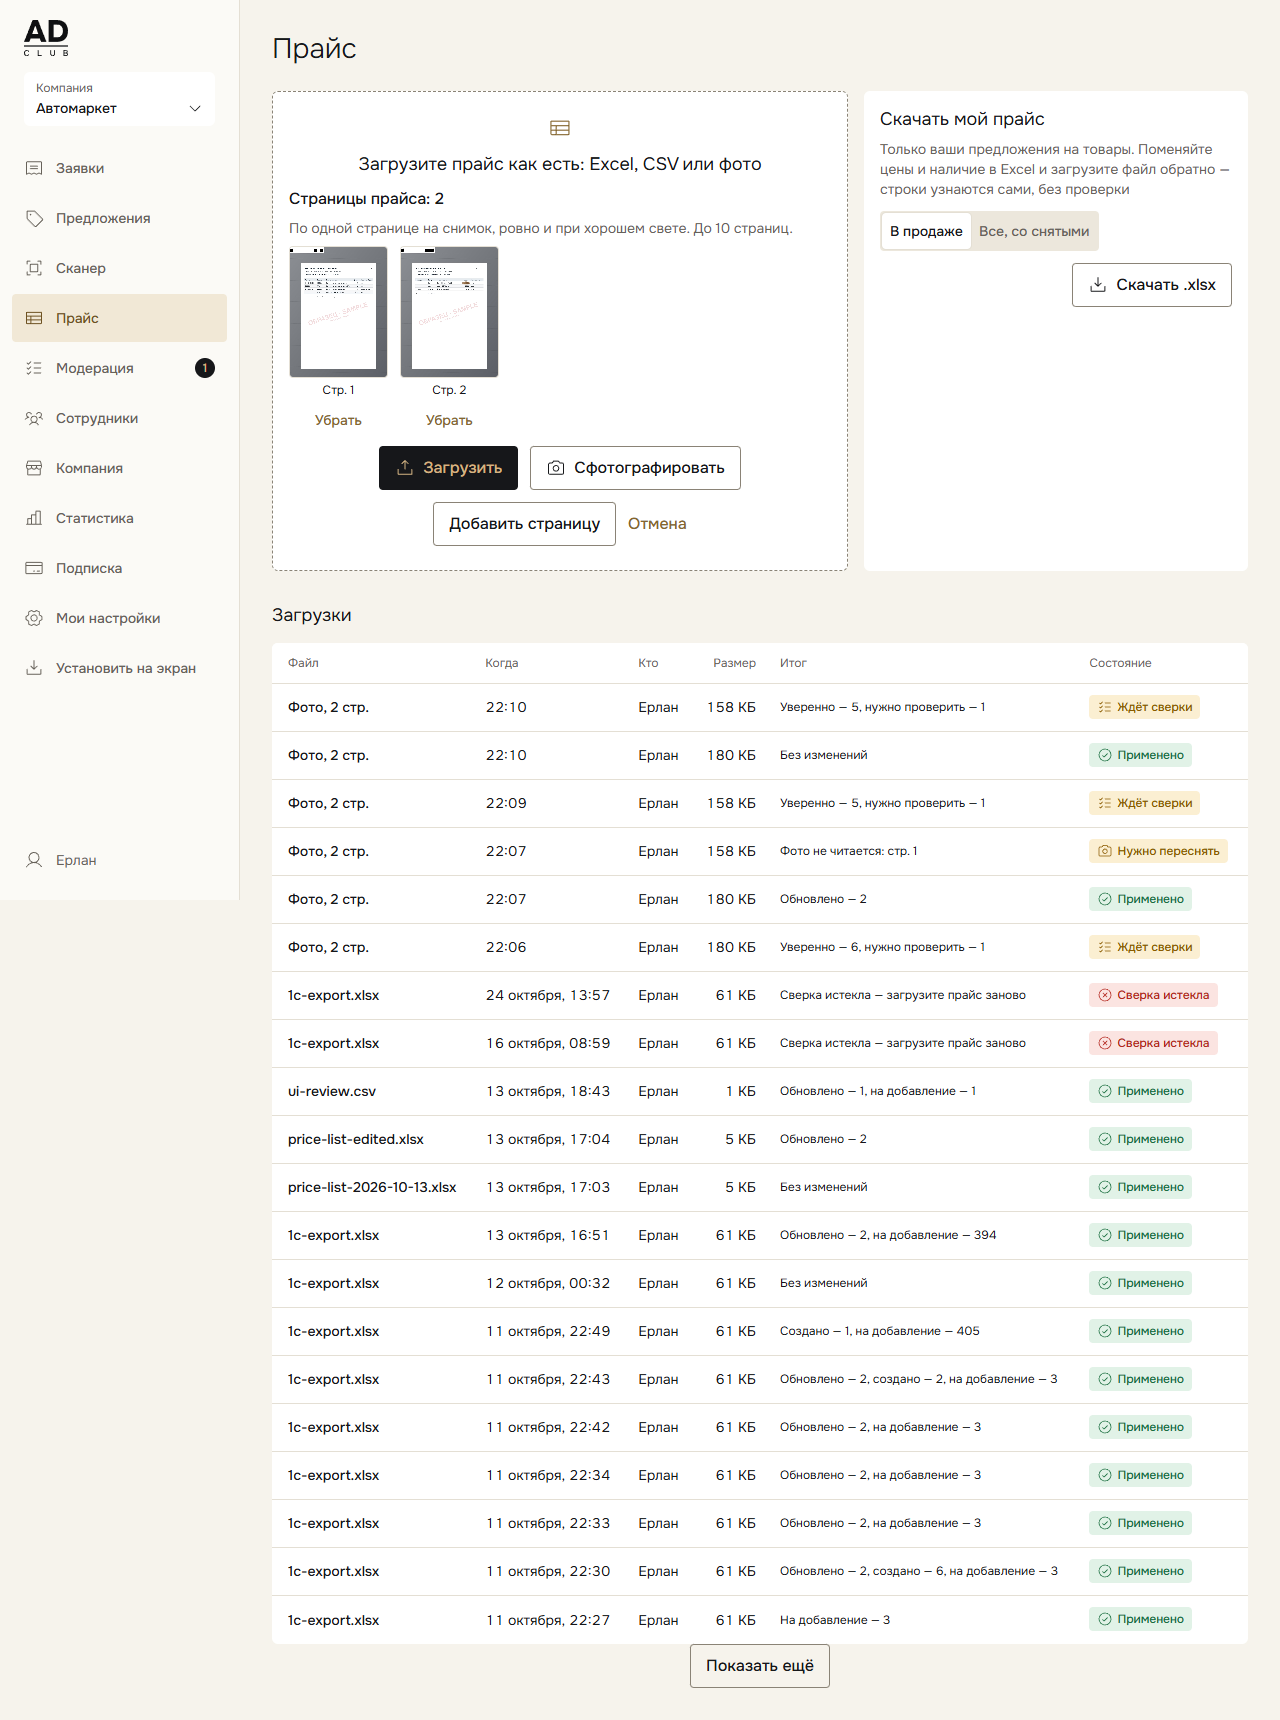 AD
CLUB
Компания
Автомаркет
Заявки
Предложения
Сканер
Прайс
Модерация 1
Сотрудники
Компания
Статистика
Подписка
Мои настройки
Установить на экран
Ерлан
Прайс
Загрузите прайс как есть: Excel, CSV или фото
Страницы прайса: 2
По одной странице на снимок, ровно и при хорошем свете. До 10 страниц.
ОБРАЗЕЦ · SAMPLE
ОБРАЗЕЦ · SAMPLE
Стр. 1 Стр. 2
Убрать Убрать
Загрузить Сфотографировать
Добавить страницу Отмена
Скачать мой прайс
Только ваши предложения на товары. Поменяйте
цены и наличие в Excel и загрузите файл обратно —
строки узнаются сами, без проверки
В продаже Все, со снятыми
Скачать .xlsx
Загрузки
Файл Когда Кто Размер Итог Состояние
Фото, 2 стр. 22:10 Ерлан 158 КБ Уверенно — 5, нужно проверить — 1 Ждёт сверки
Фото, 2 стр. 22:10 Ерлан 180 КБ Без изменений Применено
Фото, 2 стр. 22:09 Ерлан 158 КБ Уверенно — 5, нужно проверить — 1 Ждёт сверки
Фото, 2 стр. 22:07 Ерлан 158 КБ Фото не читается: стр. 1 Нужно переснять
Фото, 2 стр. 22:07 Ерлан 180 КБ Обновлено — 2 Применено
Фото, 2 стр. 22:06 Ерлан 180 КБ Уверенно — 6, нужно проверить — 1 Ждёт сверки
1c-export.xlsx 24 октября, 13:57 Ерлан 61 КБ Сверка истекла — загрузите прайс заново Сверка истекла
1c-export.xlsx 16 октября, 08:59 Ерлан 61 КБ Сверка истекла — загрузите прайс заново Сверка истекла
ui-review.csv 13 октября, 18:43 Ерлан 1 КБ Обновлено — 1, на добавление — 1 Применено
price-list-edited.xlsx 13 октября, 17:04 Ерлан 5 КБ Обновлено — 2 Применено
price-list-2026-10-13.xlsx 13 октября, 17:03 Ерлан 5 КБ Без изменений Применено
1c-export.xlsx 13 октября, 16:51 Ерлан 61 КБ Обновлено — 2, на добавление — 394 Применено
1c-export.xlsx 12 октября, 00:32 Ерлан 61 КБ Без изменений Применено
1c-export.xlsx 11 октября, 22:49 Ерлан 61 КБ Создано — 1, на добавление — 405 Применено
1c-export.xlsx 11 октября, 22:43 Ерлан 61 КБ Обновлено — 2, создано — 2, на добавление — 3 Применено
1c-export.xlsx 11 октября, 22:42 Ерлан 61 КБ Обновлено — 2, на добавление — 3 Применено
1c-export.xlsx 11 октября, 22:34 Ерлан 61 КБ Обновлено — 2, на добавление — 3 Применено
1c-export.xlsx 11 октября, 22:33 Ерлан 61 КБ Обновлено — 2, на добавление — 3 Применено
1c-export.xlsx 11 октября, 22:30 Ерлан 61 КБ Обновлено — 2, создано — 6, на добавление — 3 Применено
1c-export.xlsx 11 октября, 22:27 Ерлан 61 КБ На добавление — 3 Применено
Показать ещё